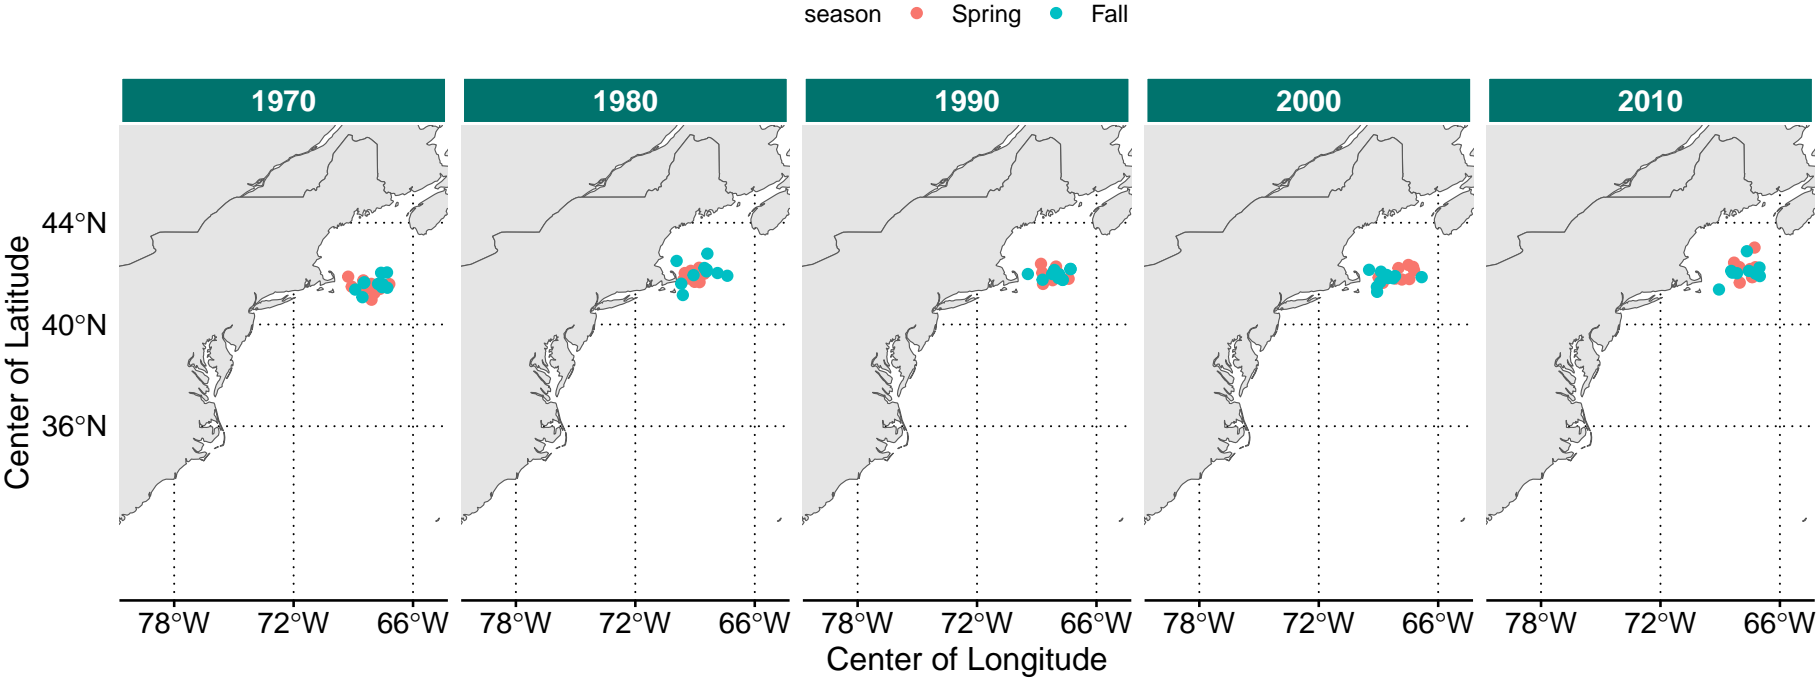 season Spring Fall
1970 1980 1990 2000 2010
44°N
40°N
36°N
Center of Latitude
78°W 72°W 66°W 78°W 72°W 66°W 78°W 72°W 66°W 78°W 72°W 66°W 78°W 72°W 66°W
Center of Longitude